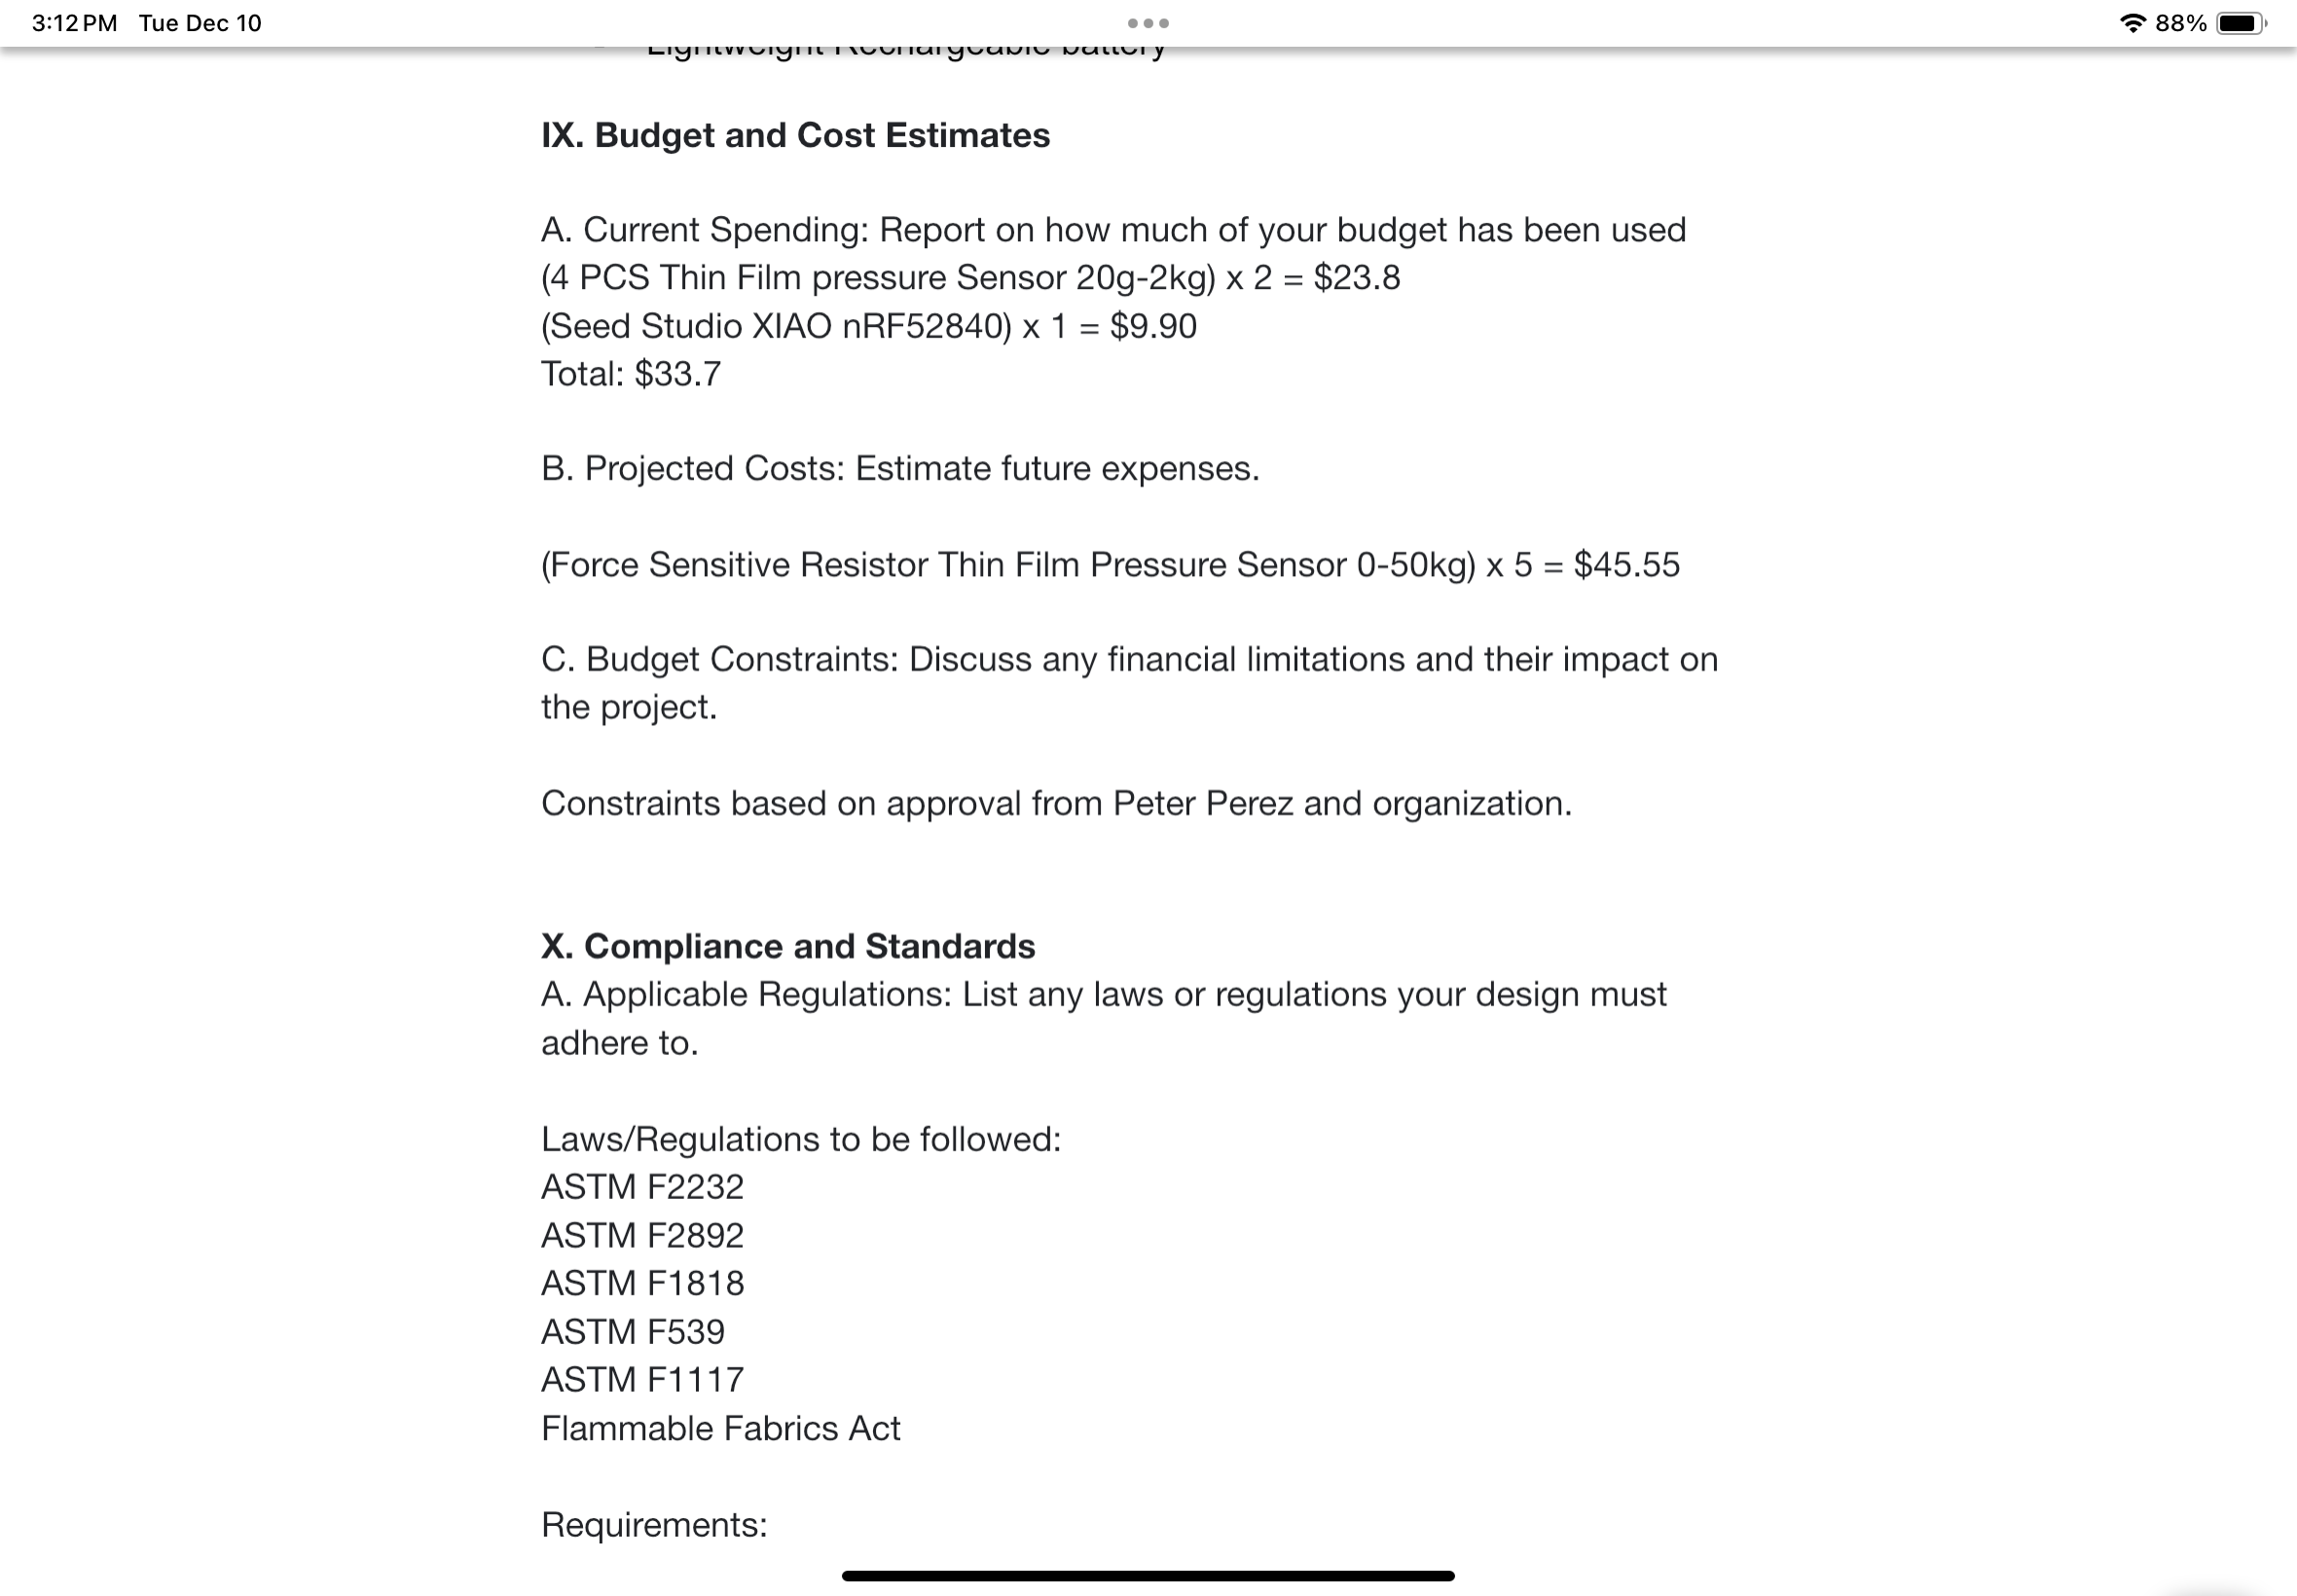 3:12 PM Tue Dec 10
88%
Lightweight Rechargeable battery
IX. Budget and Cost Estimates
A. Current Spending: Report on how much of your budget has been used
(4 PCS Thin Film pressure Sensor 20g-2kg) x 2 = $23.8
(Seed Studio XIAO nRF52840) x 1 = $9.90
Total: $33.7
B. Projected Costs: Estimate future expenses.
(Force Sensitive Resistor Thin Film Pressure Sensor 0-50kg) x 5 = $45.55
C. Budget Constraints: Discuss any financial limitations and their impact on
the project.
Constraints based on approval from Peter Perez and organization.
X. Compliance and Standards
A. Applicable Regulations: List any laws or regulations your design must
adhere to.
Laws/Regulations to be followed:
ASTM F2232
ASTM F2892
ASTM F1818
ASTM F539
ASTM F1117
Flammable Fabrics Act
Requirements: